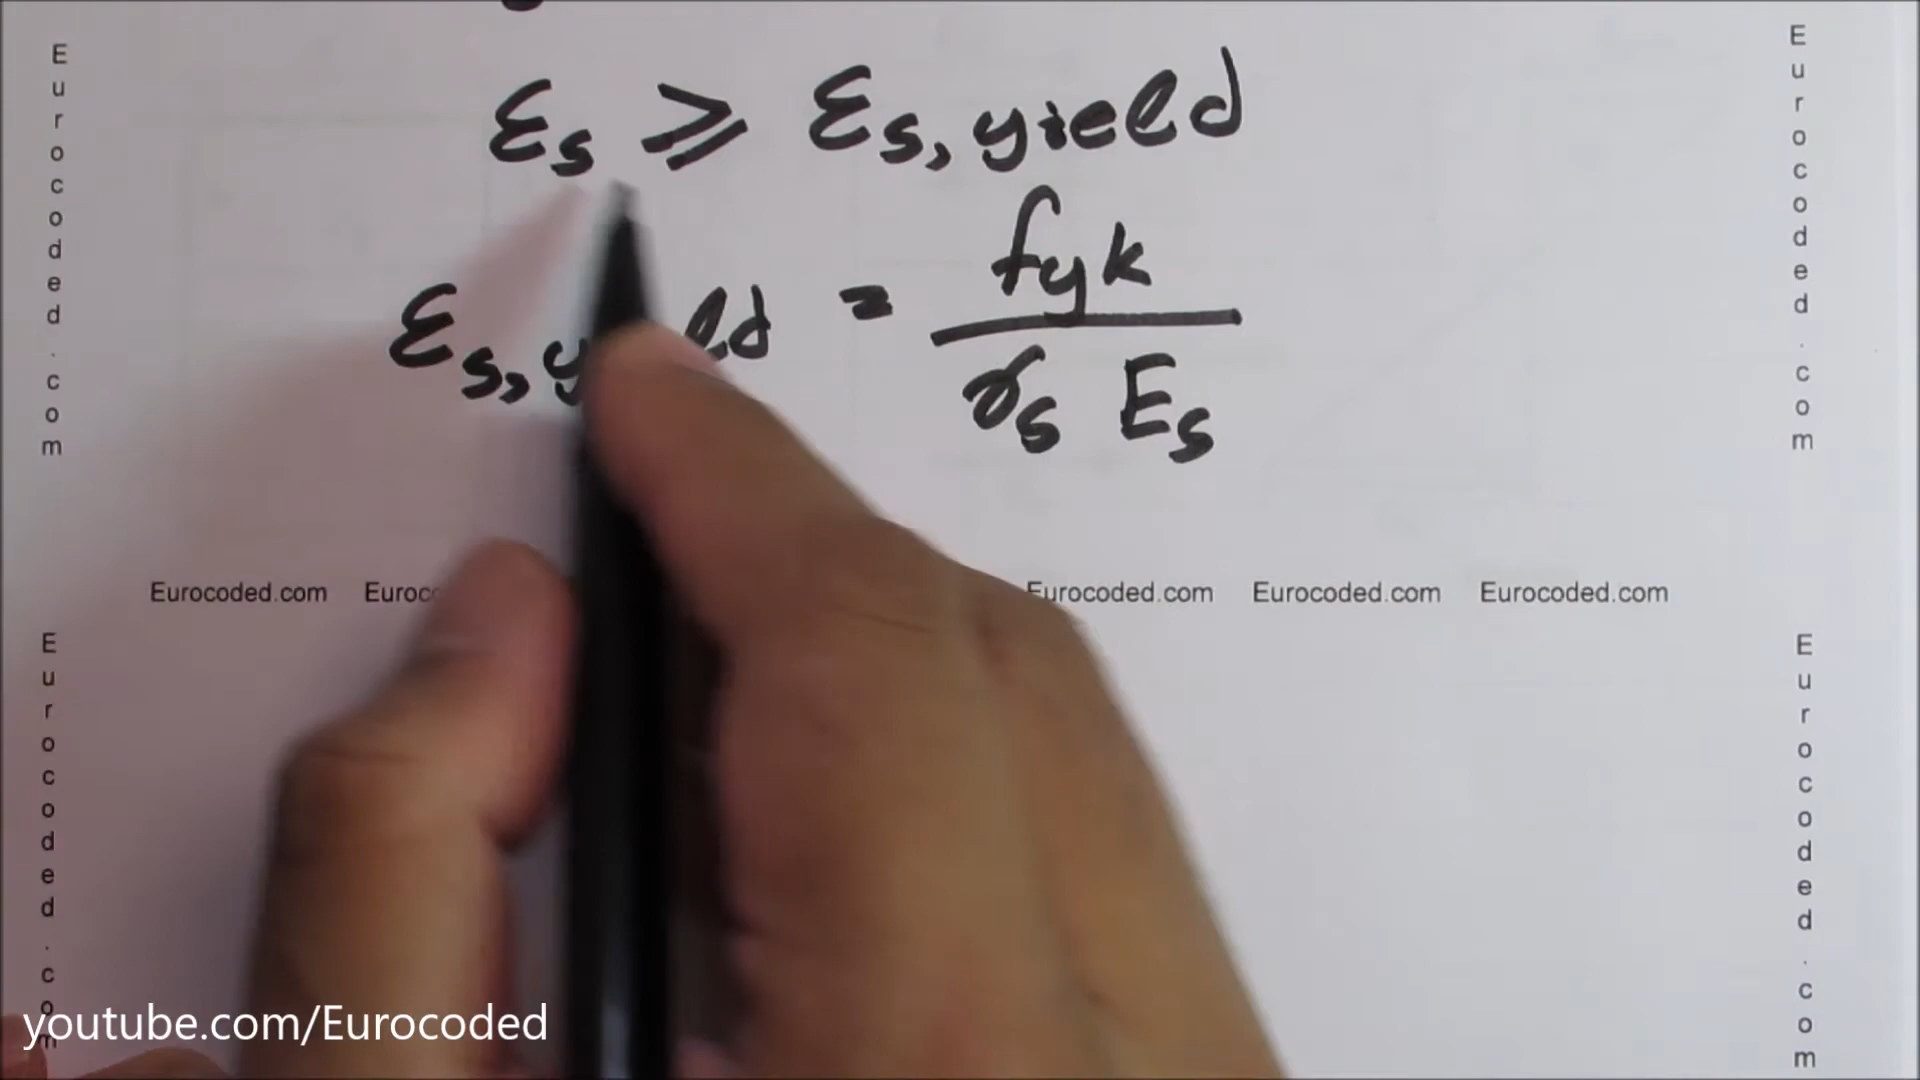 εs ⩾ εs,yield
εs,y ld = fyk / γs Es
Eurocoded.com Euroc Eurocoded.com Eurocoded.com Eurocoded.com
Eurocoded.com
Eurocoded.com
Eurocoded.com
Eurocoded.com
youtube.com/Eurocoded